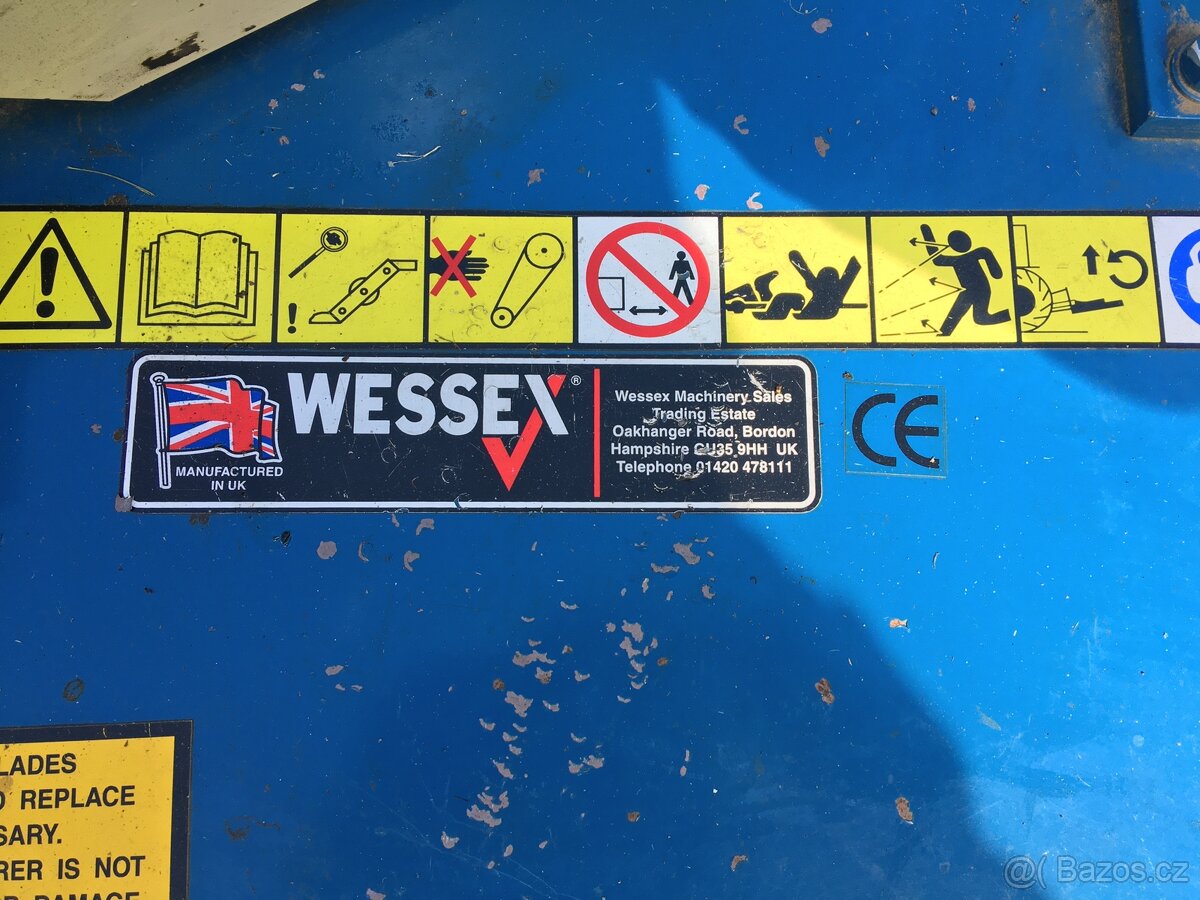 WESSEX®
MANUFACTURED
IN UK
Wessex Machinery Sales
Trading Estate
Oakhanger Road, Bordon
Hampshire GU35 9HH UK
Telephone 01420 478111
CE
LADES
REPLACE
SARY.
RER IS NOT
DAMAGE
@( Bazos.cz